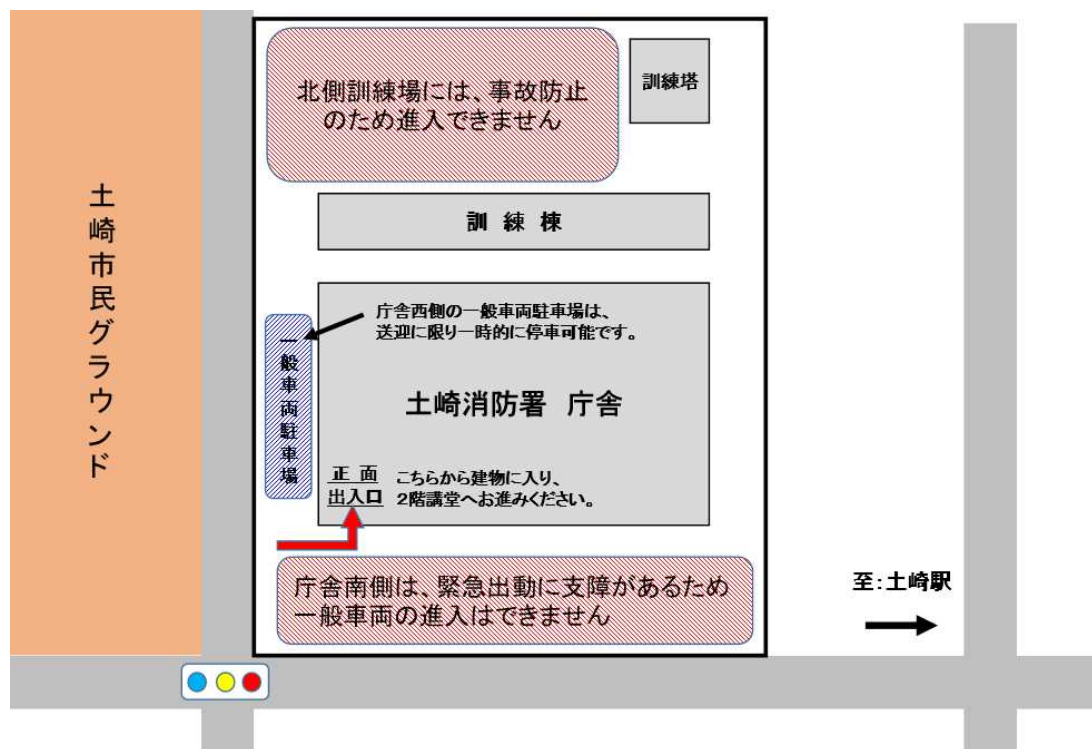 北側訓練場には、事故防止
のため進入できません
訓練塔
訓練棟
土崎市民グラウンド
庁舎西側の一般車両駐車場は、
送迎に限り一時的に停車可能です。
一般車両駐車場
土崎消防署 庁舎
正面
出入口
こちらから建物に入り、
2階講堂へお進みください。
庁舎南側は、緊急出動に支障があるため
一般車両の進入はできません
至:土崎駅